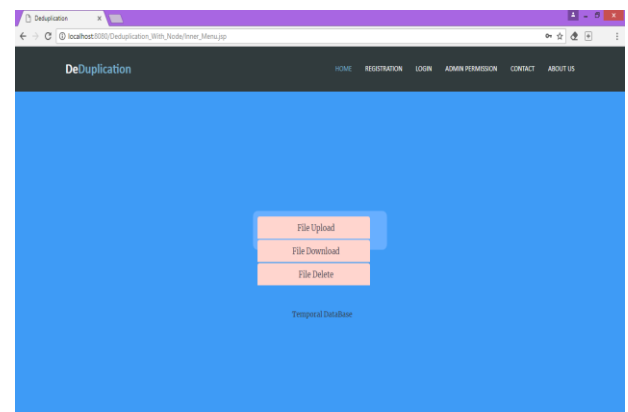 Deduplication
localhost:8080/Deduplication_With_Node/Inner_Menu.jsp
DeDuplication HOME REGISTRATION LOGIN ADMIN PERMISSION CONTACT ABOUT US
File Upload
File Download
File Delete
Temporal DataBase